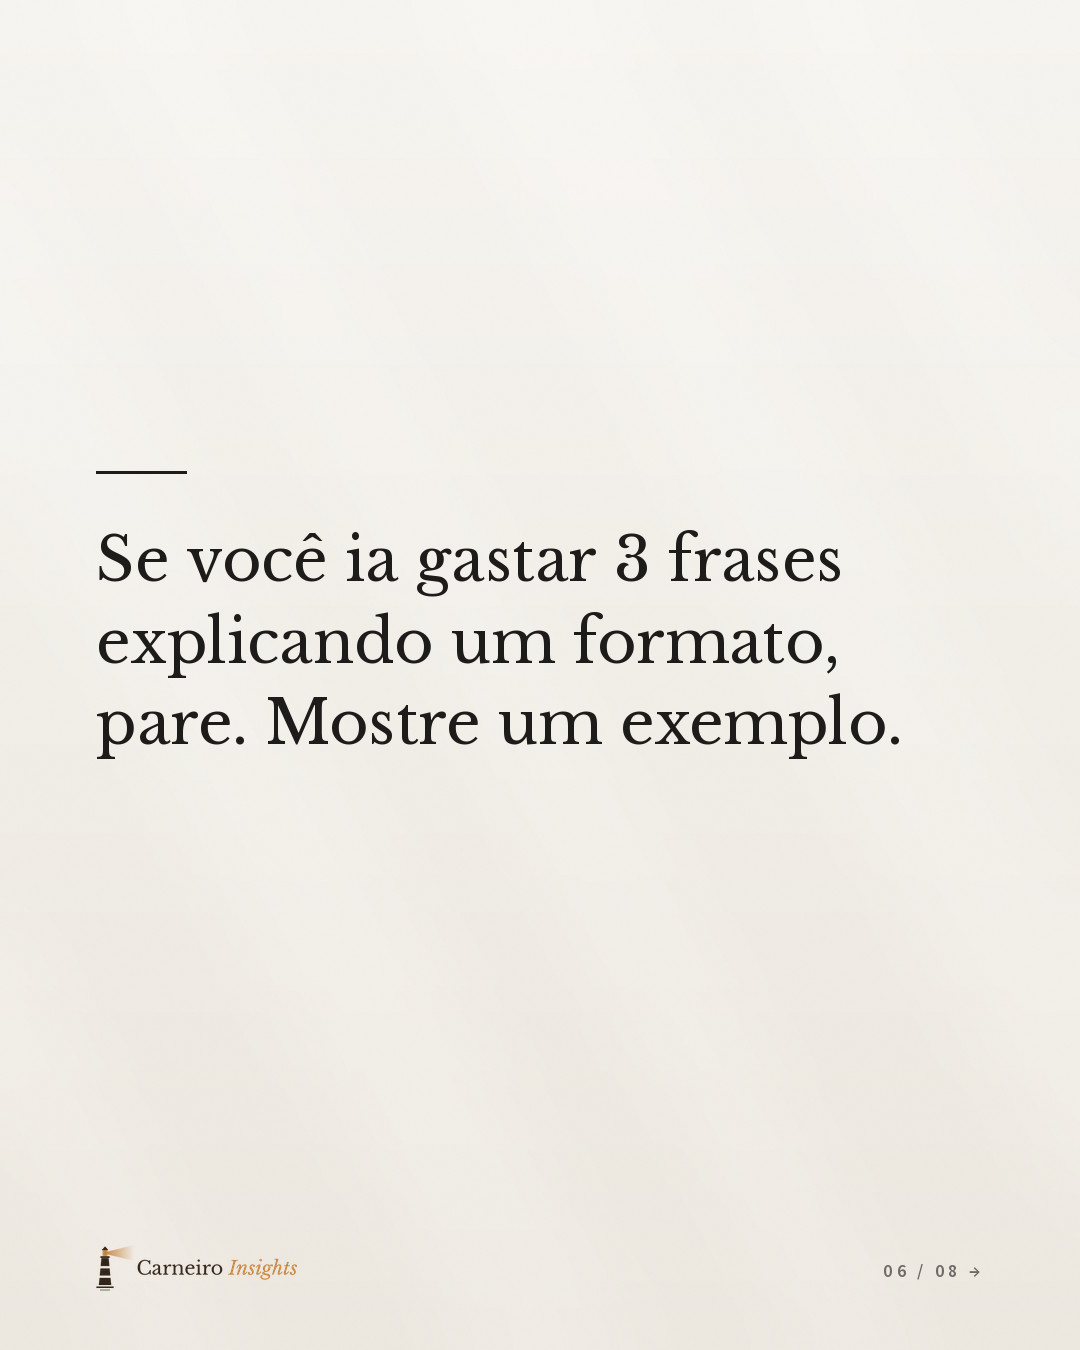 Se você ia gastar 3 frases
explicando um formato,
pare. Mostre um exemplo.
Carneiro Insights
06 / 08 →